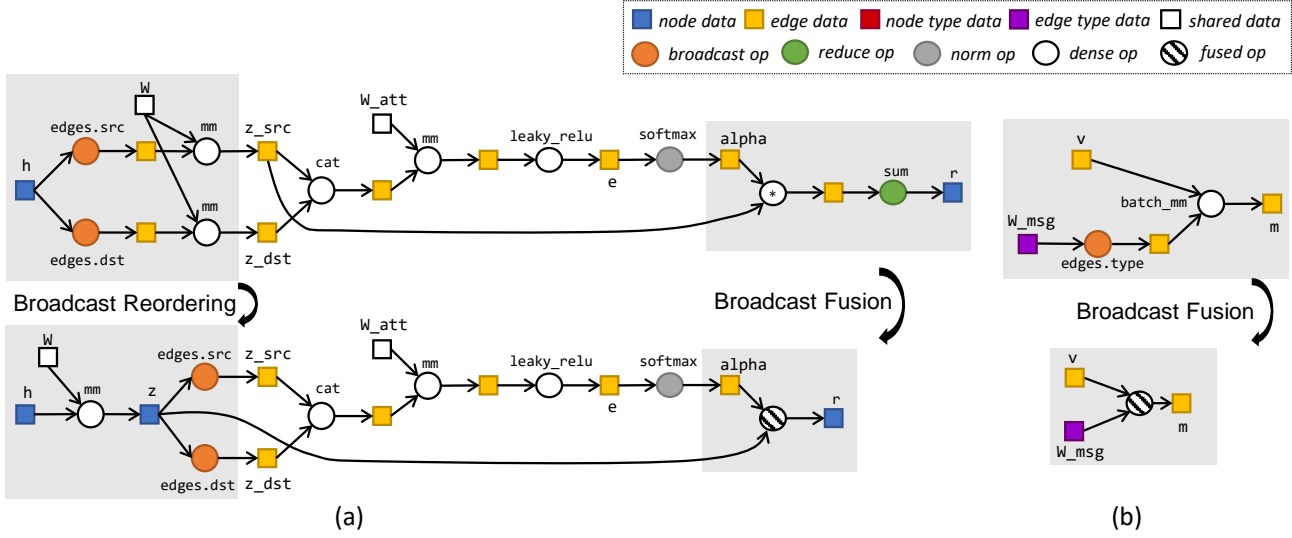 node data edge data node type data edge type data shared data
broadcast op reduce op norm op dense op fused op
W
edges.src
mm
z_src
h
mm
edges.dst
z_dst
cat
W_att
mm
leaky_relu
e
softmax
alpha
*
sum
r
v
batch_mm
W_msg
edges.type
m
Broadcast Reordering
Broadcast Fusion
Broadcast Fusion
W
h
mm
z
edges.src
z_src
edges.dst
z_dst
cat
W_att
mm
leaky_relu
e
softmax
alpha
r
v
W_msg
m
(a)
(b)